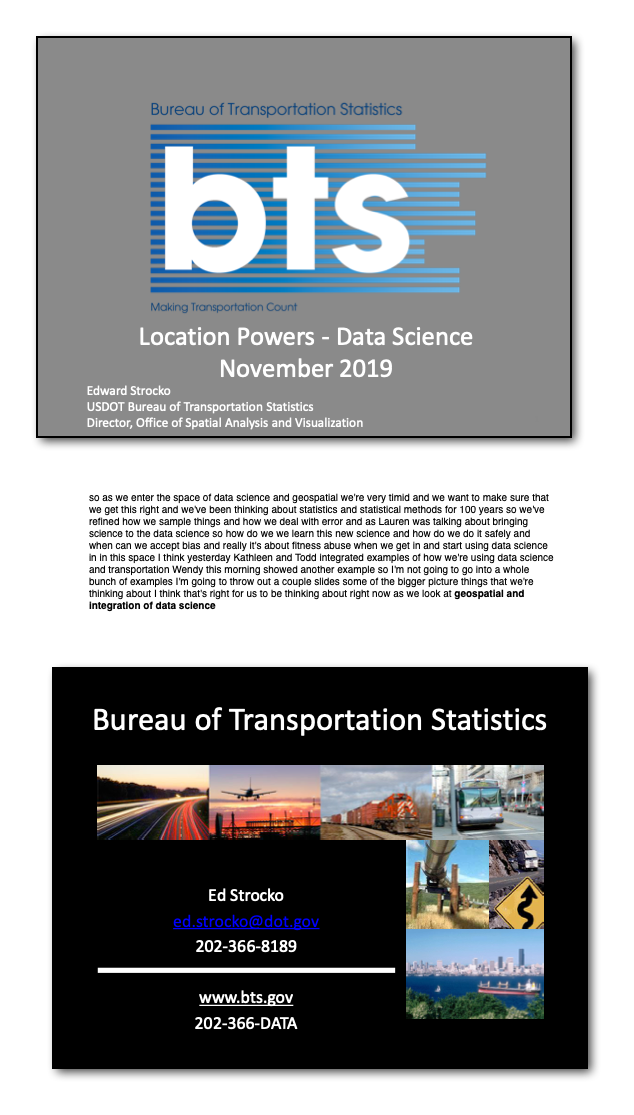 Bureau of Transportation Statistics
bts
Making Transportation Count
Location Powers - Data Science
November 2019
Edward Strocko
USDOT Bureau of Transportation Statistics
Director, Office of Spatial Analysis and Visualization
so as we enter the space of data science and geospatial we're very timid and we want to make sure that
we get this right and we've been thinking about statistics and statistical methods for 100 years so we've
refined how we sample things and how we deal with error and as Lauren was talking about bringing
science to the data science so how do we we learn this new science and how do we do it safely and
when can we accept bias and really it's about fitness abuse when we get in and start using data science
in in this space I think yesterday Kathleen and Todd integrated examples of how we're using data science
and transportation Wendy this morning showed another example so I'm not going to go into a whole
bunch of examples I'm going to throw out a couple slides some of the bigger picture things that we're
thinking about I think that's right for us to be thinking about right now as we look at geospatial and
integration of data science
Bureau of Transportation Statistics
Ed Strocko
ed.strocko@dot.gov
202-366-8189
www.bts.gov
202-366-DATA